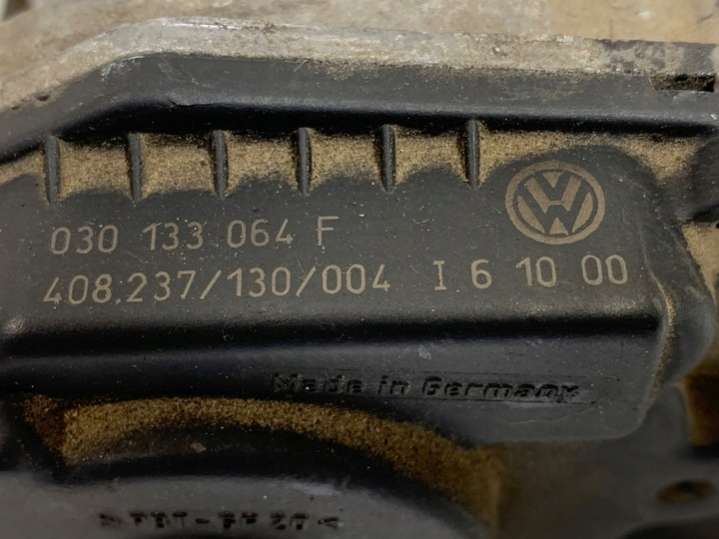 030 133 064 F
408.237/130/004 I 6 10 00
Made in Germany